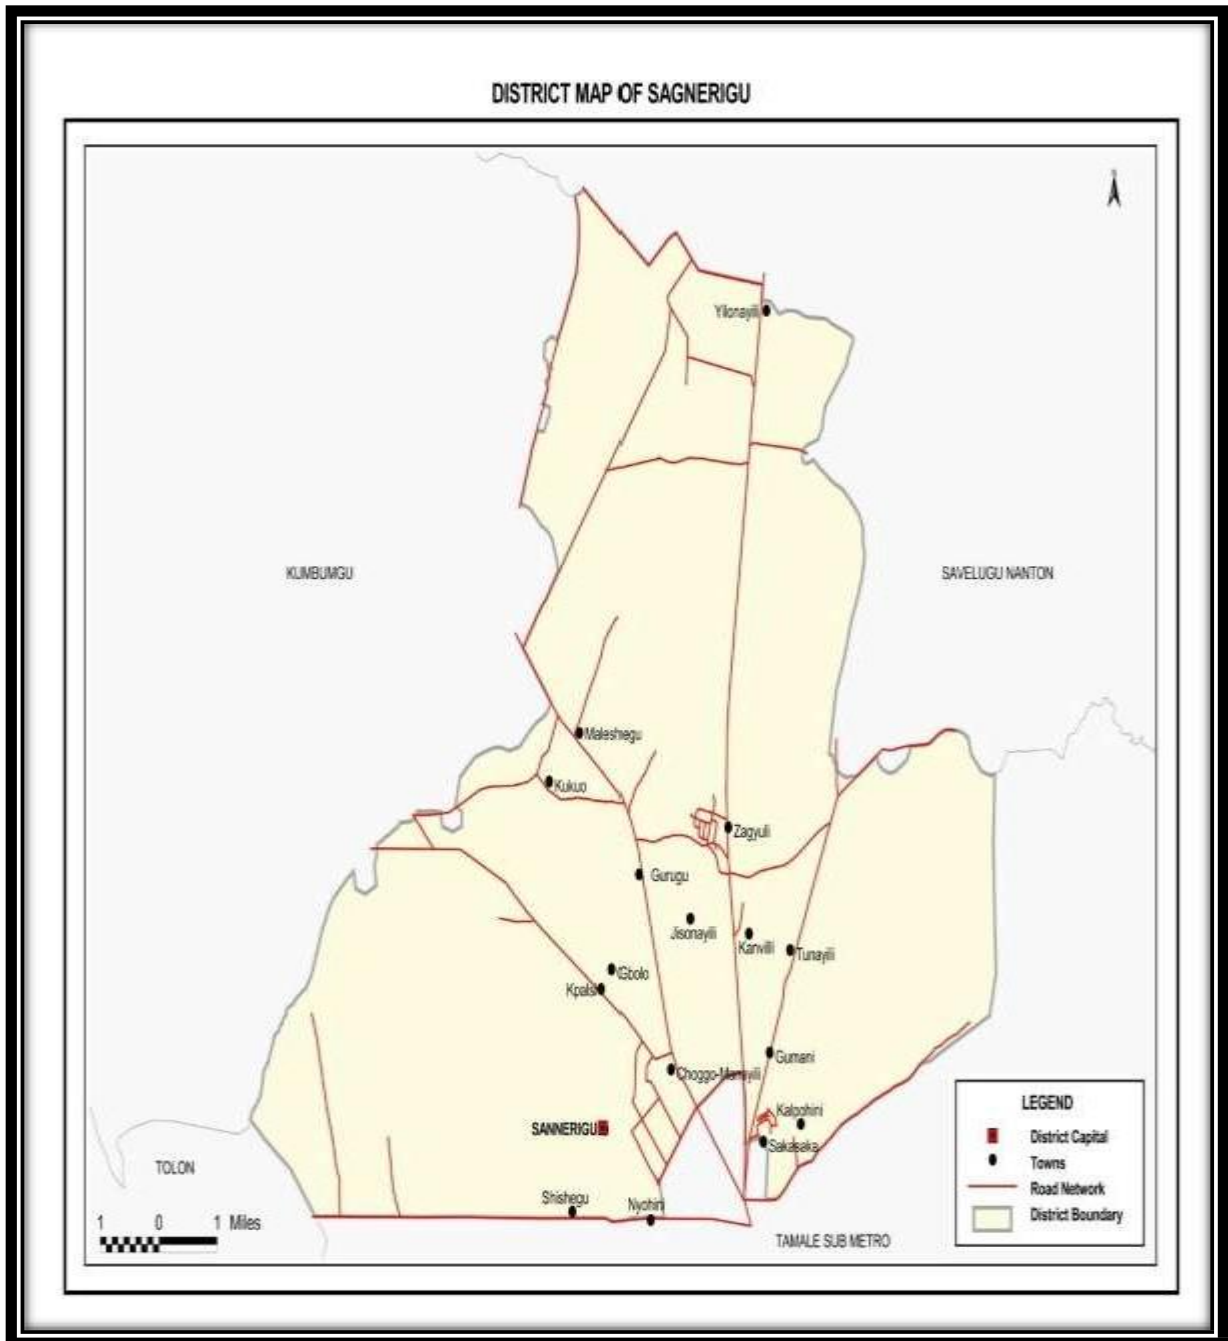 DISTRICT MAP OF SAGNERIGU
N
Yilonayili
KUMBUMGU
SAVELUGU NANTON
Maleshegu
Kukuo
Zagyuli
Gurugu
Jisonayili
Kanvilli
Tunayili
Gbolo
Kpalsi
Gumani
Choggo-Manayili
Kalpohini
SANNERIGU
Sakasaka
TOLON
Shishegu
Nyohini
TAMALE SUB METRO
1 0 1 Miles
LEGEND
District Capital
Towns
Road Network
District Boundary